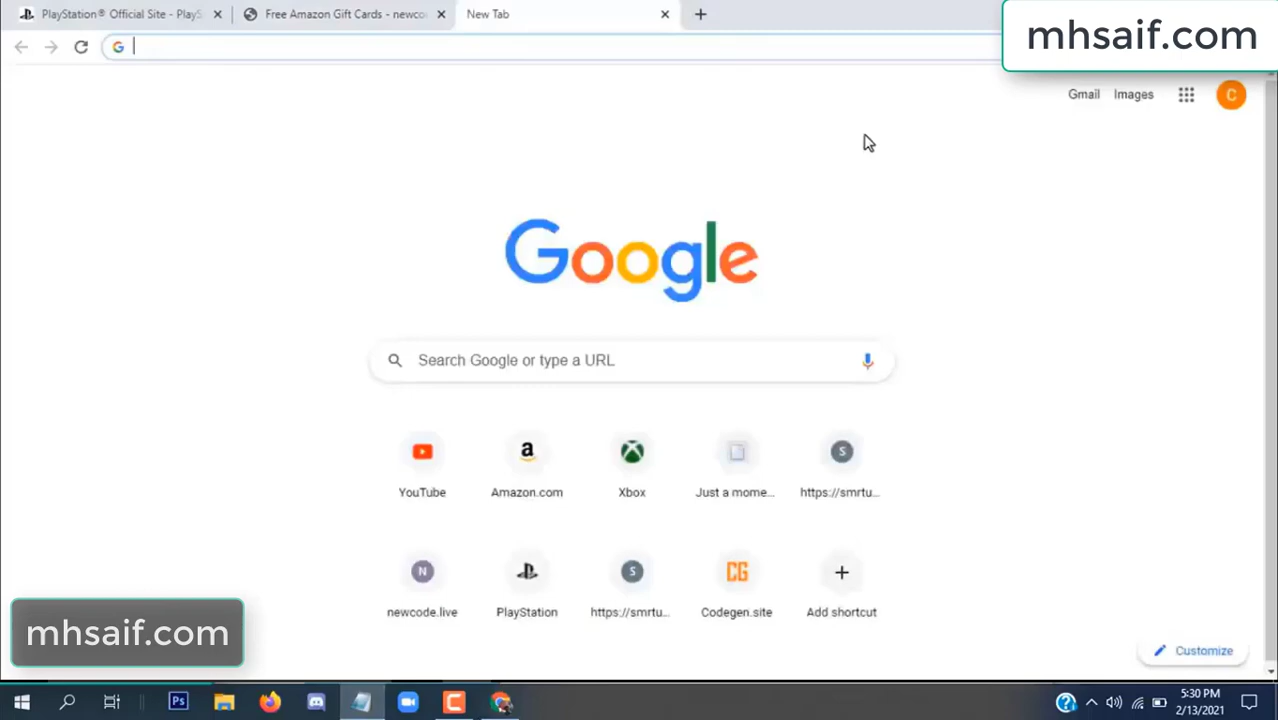 PlayStation® Official Site - PlayS
Free Amazon Gift Cards - newco
New Tab
mhsaif.com
Gmail
Images
C
Google
Search Google or type a URL
YouTube
Amazon.com
Xbox
Just a mome...
S
https://smrtu...
N
newcode.live
PlayStation
S
https://smrtu...
CG
Codegen.site
Add shortcut
mhsaif.com
Customize
Ps
5:30 PM
2/13/2021